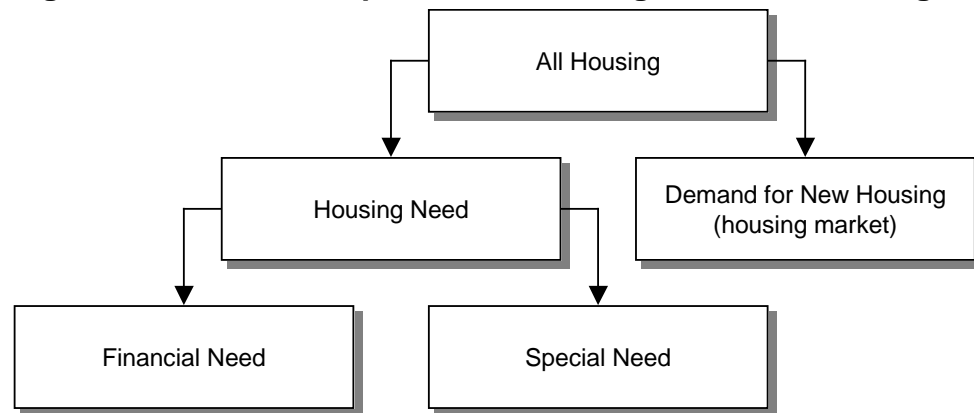 All Housing
Housing Need
Demand for New Housing
(housing market)
Financial Need
Special Need